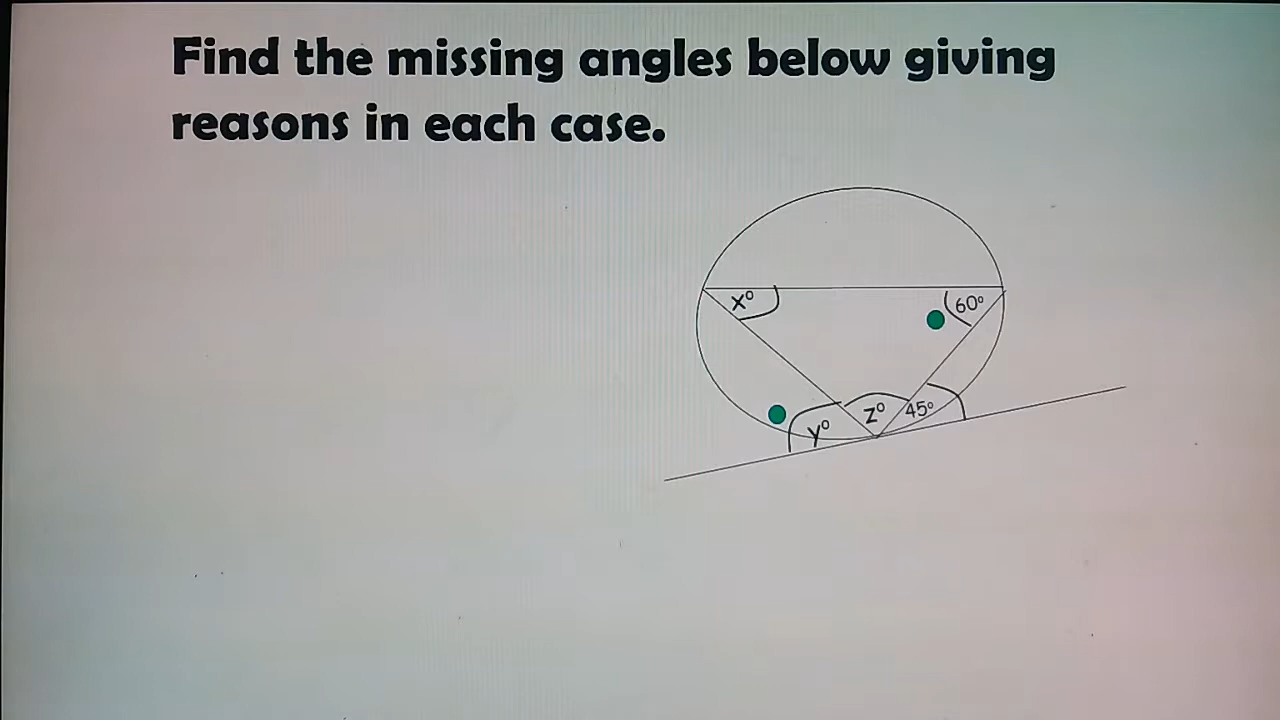 Find the missing angles below giving
reasons in each case.
x°
60°
z°
45°
y°